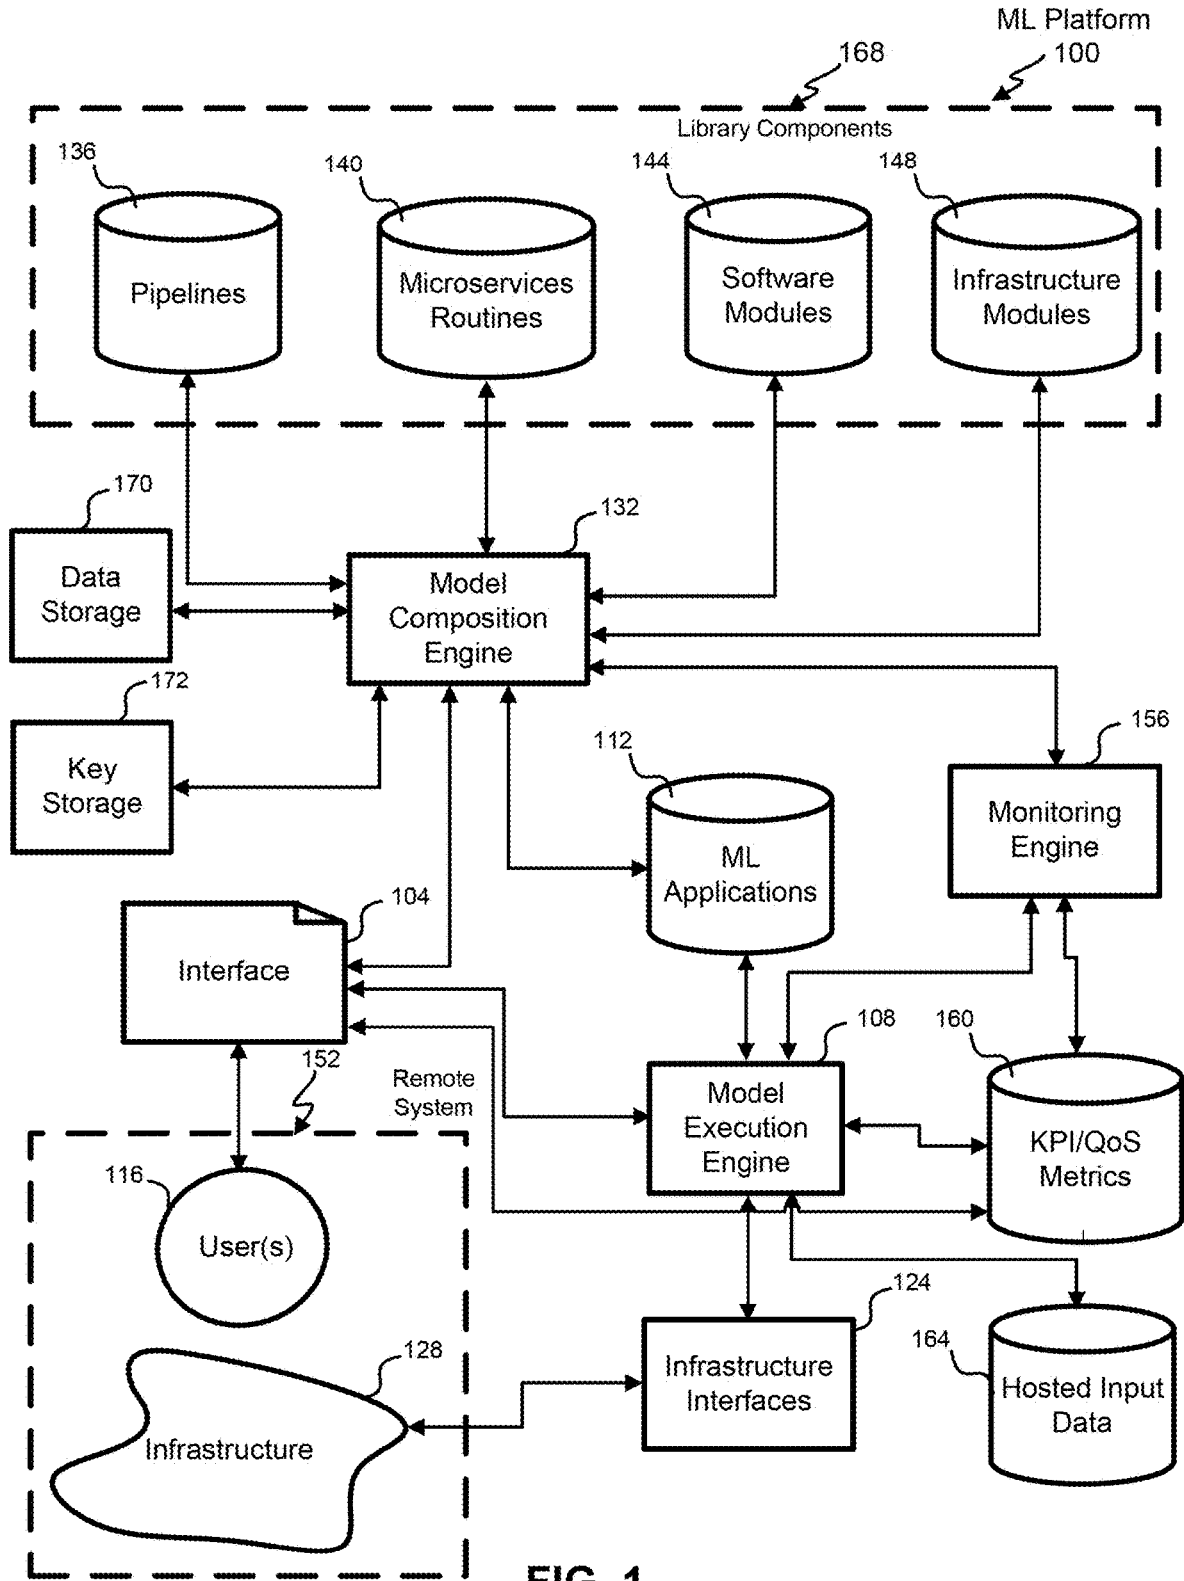 ML Platform
168
100
Library Components
136
140
144
148
Pipelines
Microservices
Routines
Software
Modules
Infrastructure
Modules
170
132
Data
Storage
Model
Composition
Engine
172
156
112
Key
Storage
Monitoring
Engine
ML
Applications
104
Interface
108
160
152
Remote
System
Model
Execution
Engine
KPI/QoS
Metrics
116
User(s)
124
164
128
Infrastructure
Interfaces
Hosted Input
Data
Infrastructure
FIG. 1